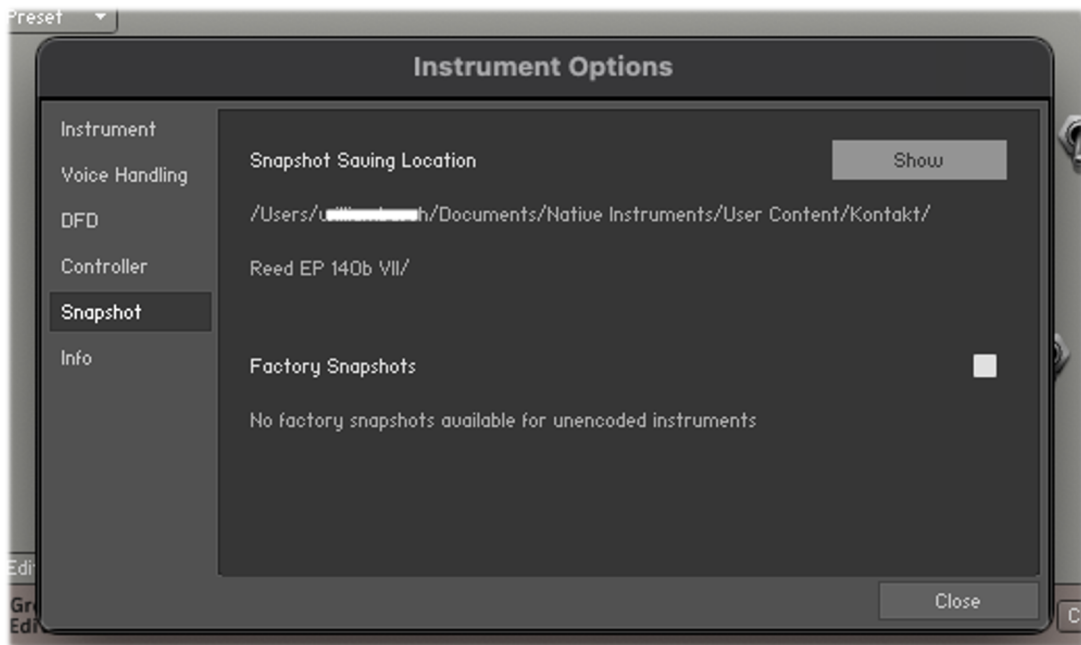 Preset
Instrument Options
Instrument
Voice Handling
DFD
Controller
Snapshot
Info
Snapshot Saving Location
Show
/Users/ /Documents/Native Instruments/User Content/Kontakt/
Reed EP 140b VII/
Factory Snapshots
No factory snapshots available for unencoded instruments
Close